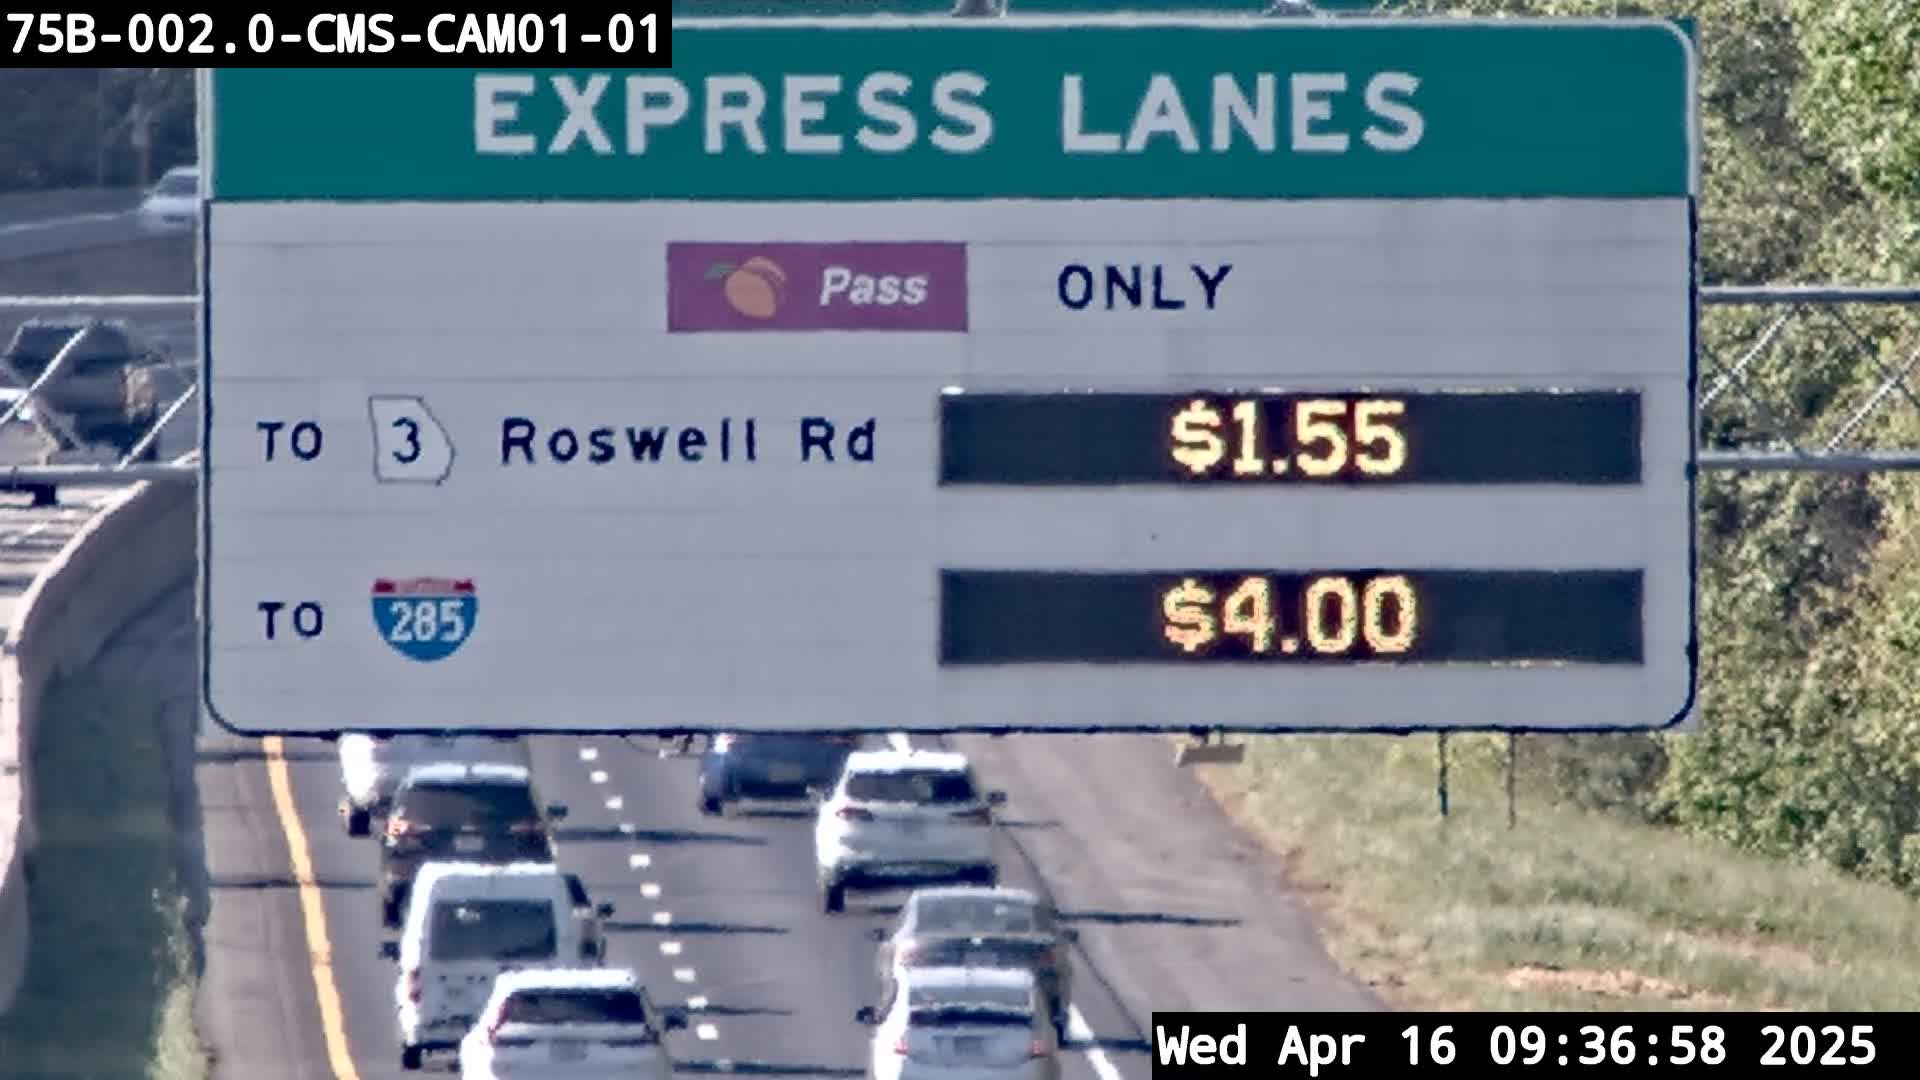 75B-002.0-CMS-CAM01-01
EXPRESS LANES
Pass ONLY
TO 3 Roswell Rd $1.55
TO 285 $4.00
Wed Apr 16 09:36:58 2025